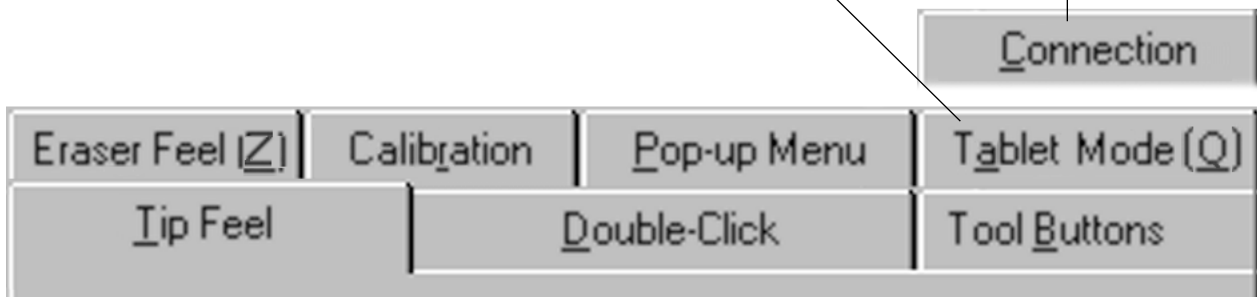 Connection
Eraser Feel (Z) Calibration Pop-up Menu Tablet Mode (Q)
Tip Feel Double-Click Tool Buttons